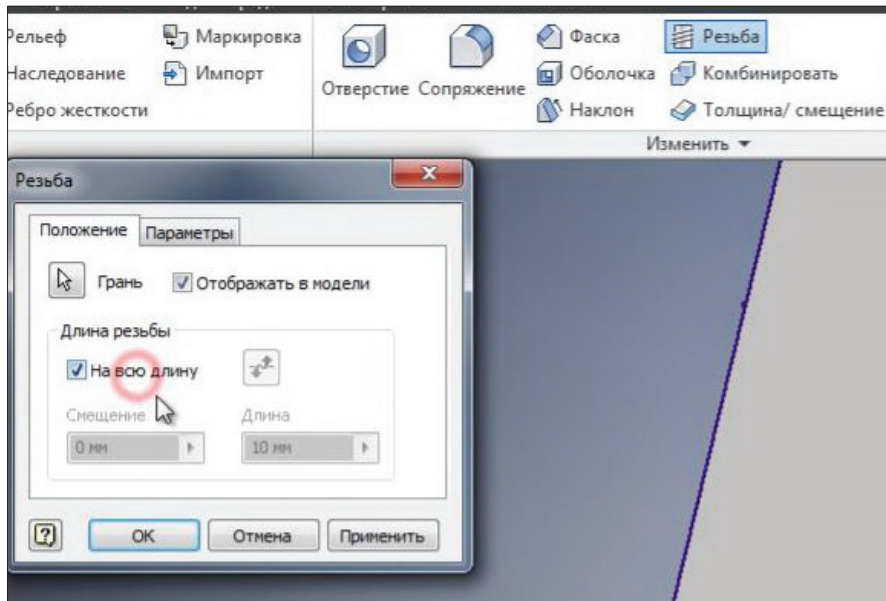 Рельеф Маркировка Фаска Резьба
Наследование Импорт Оболочка Комбинировать
Отверстие Сопряжение
Ребро жесткости Наклон Толщина/ смещение
Изменить
Резьба
Положение Параметры
Грань Отображать в модели
Длина резьбы
На всю длину
Смещение Длина
0 мм 10 мм
OK Отмена Применить